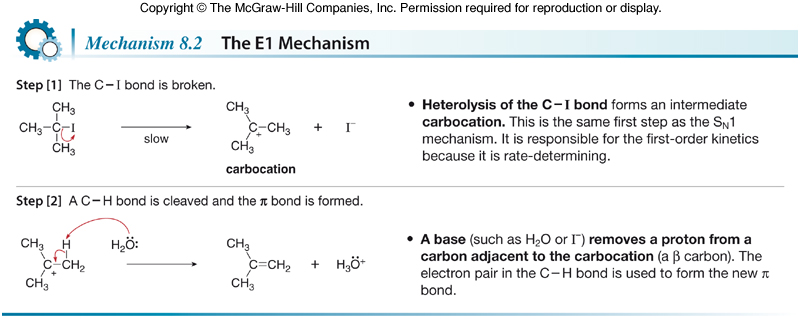 Copyright © The McGraw-Hill Companies, Inc. Permission required for reproduction or display.
Mechanism 8.2 The E1 Mechanism
Step [1] The C–I bond is broken.
CH3
CH3–C–I
CH3
slow
CH3
C–CH3
+
CH3
+ I−
carbocation
• Heterolysis of the C–I bond forms an intermediate
carbocation. This is the same first step as the SN1
mechanism. It is responsible for the first-order kinetics
because it is rate-determining.
Step [2] A C–H bond is cleaved and the π bond is formed.
CH3 H H2Ö:
C–CH2
+
CH3
CH3
C=CH2 + H3Ö+
CH3
• A base (such as H2O or I−) removes a proton from a
carbon adjacent to the carbocation (a β carbon). The
electron pair in the C–H bond is used to form the new π
bond.